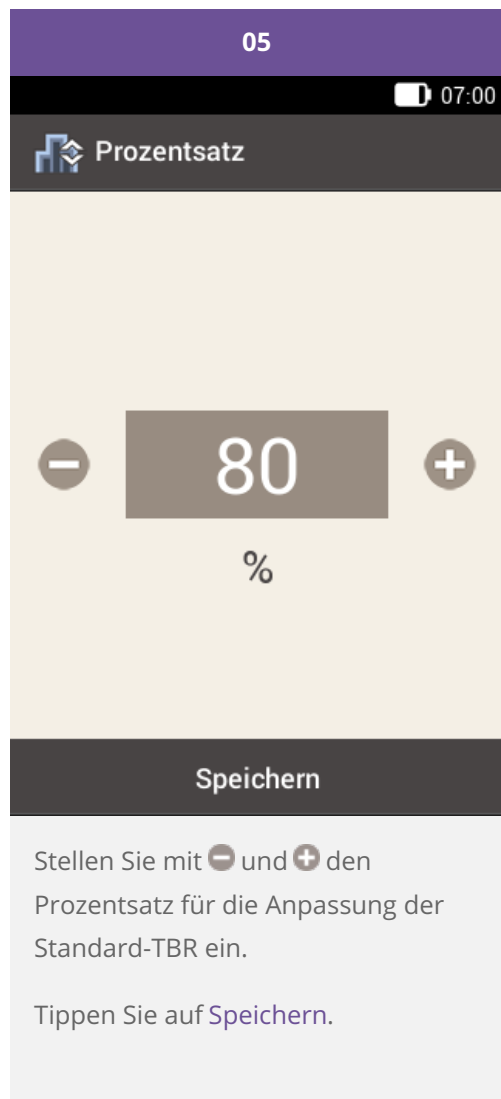 05
07:00
Prozentsatz
80
%
Speichern
Stellen Sie mit und den
Prozentsatz für die Anpassung der
Standard-TBR ein.
Tippen Sie auf Speichern.